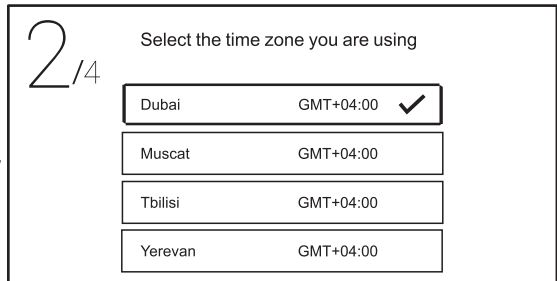 2/4
Select the time zone you are using
Dubai GMT+04:00
Muscat GMT+04:00
Tbilisi GMT+04:00
Yerevan GMT+04:00